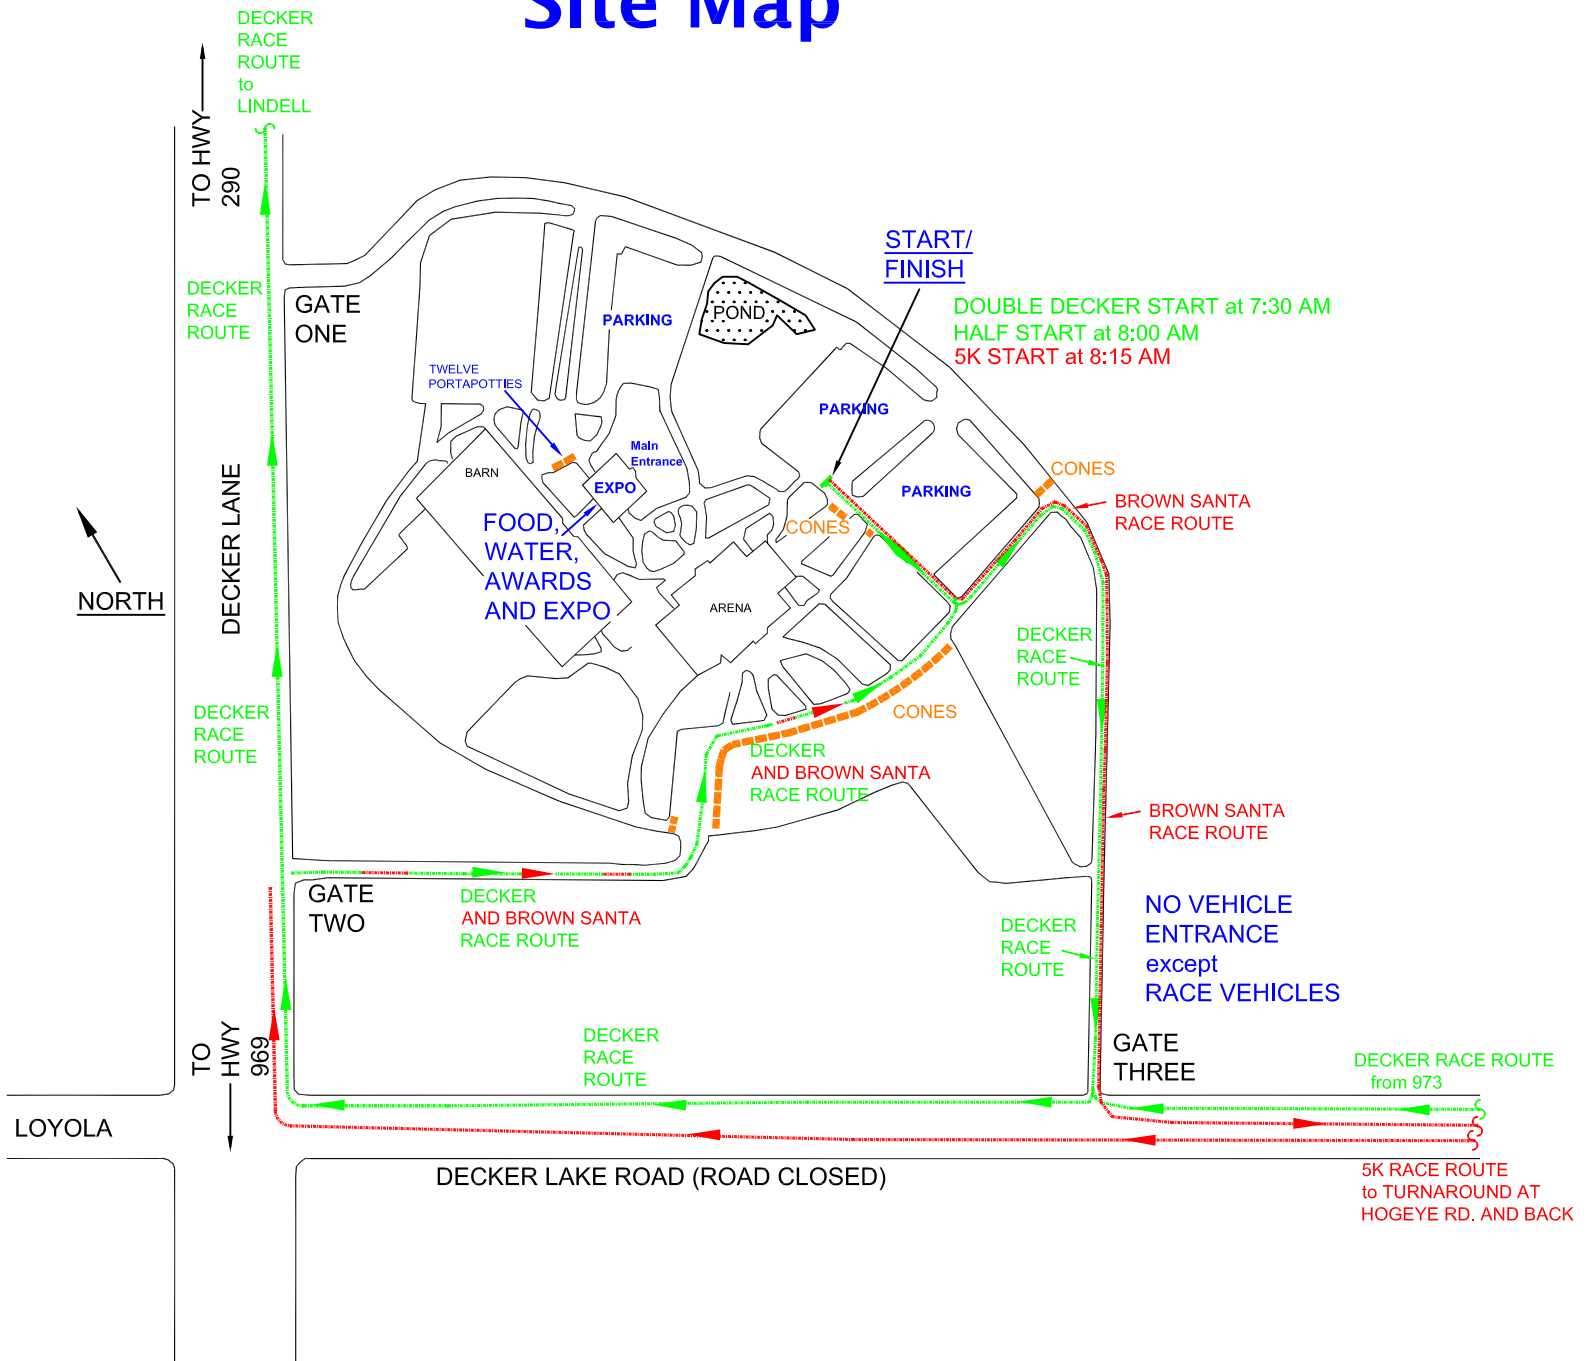 Site Map
DECKER
RACE
ROUTE
to
LINDELL
TO HWY
290
DECKER
RACE
ROUTE
GATE
ONE
PARKING
POND
START/
FINISH
DOUBLE DECKER START at 7:30 AM
HALF START at 8:00 AM
5K START at 8:15 AM
TWELVE
PORTAPOTTIES
PARKING
Main
Entrance
BARN
EXPO
PARKING
CONES
BROWN SANTA
RACE ROUTE
CONES
FOOD,
WATER,
AWARDS
AND EXPO
NORTH
DECKER LANE
ARENA
DECKER
RACE
ROUTE
DECKER
RACE
ROUTE
CONES
DECKER
AND BROWN SANTA
RACE ROUTE
BROWN SANTA
RACE ROUTE
GATE
TWO
DECKER
AND BROWN SANTA
RACE ROUTE
DECKER
RACE
ROUTE
NO VEHICLE
ENTRANCE
except
RACE VEHICLES
TO
HWY
969
DECKER
RACE
ROUTE
GATE
THREE
DECKER RACE ROUTE
from 973
LOYOLA
DECKER LAKE ROAD (ROAD CLOSED)
5K RACE ROUTE
to TURNAROUND AT
HOGEYE RD. AND BACK